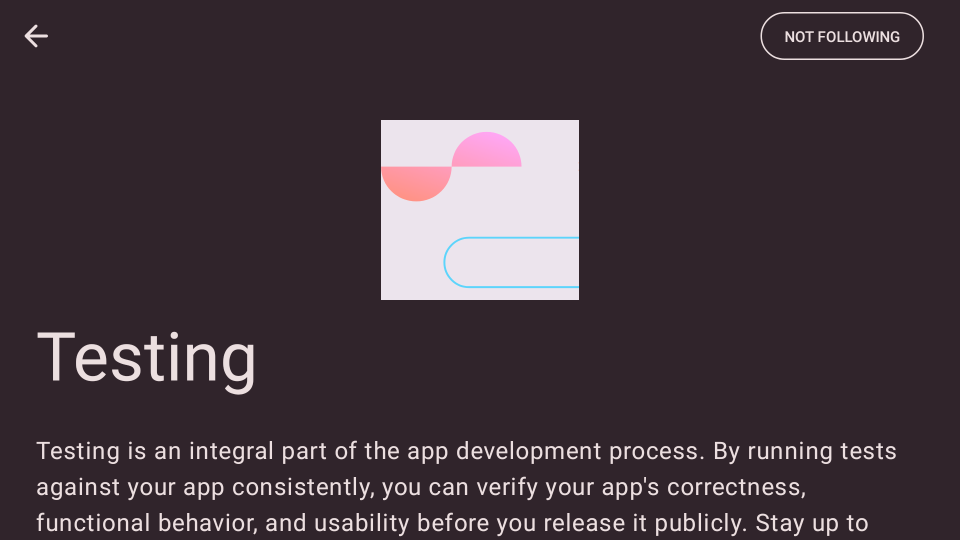 NOT FOLLOWING
Testing
Testing is an integral part of the app development process. By running tests
against your app consistently, you can verify your app's correctness,
functional behavior, and usability before you release it publicly. Stay up to